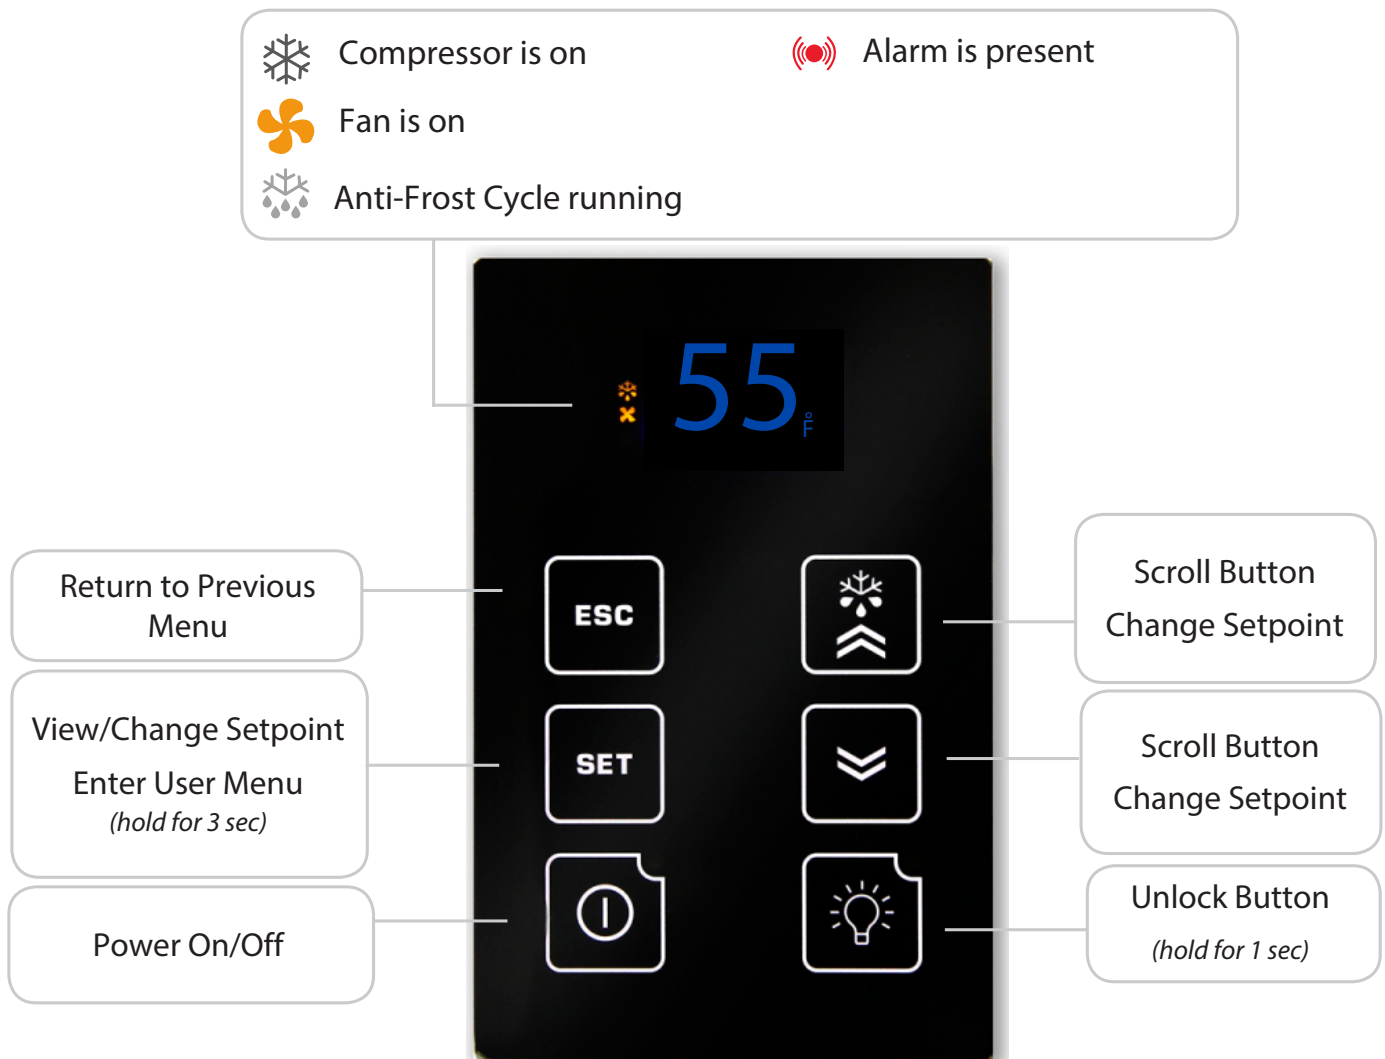 Compressor is on
Alarm is present
Fan is on
Anti-Frost Cycle running
55 °F
Return to Previous
Menu
ESC
Scroll Button
Change Setpoint
View/Change Setpoint
Enter User Menu
(hold for 3 sec)
SET
Scroll Button
Change Setpoint
Power On/Off
Unlock Button
(hold for 1 sec)